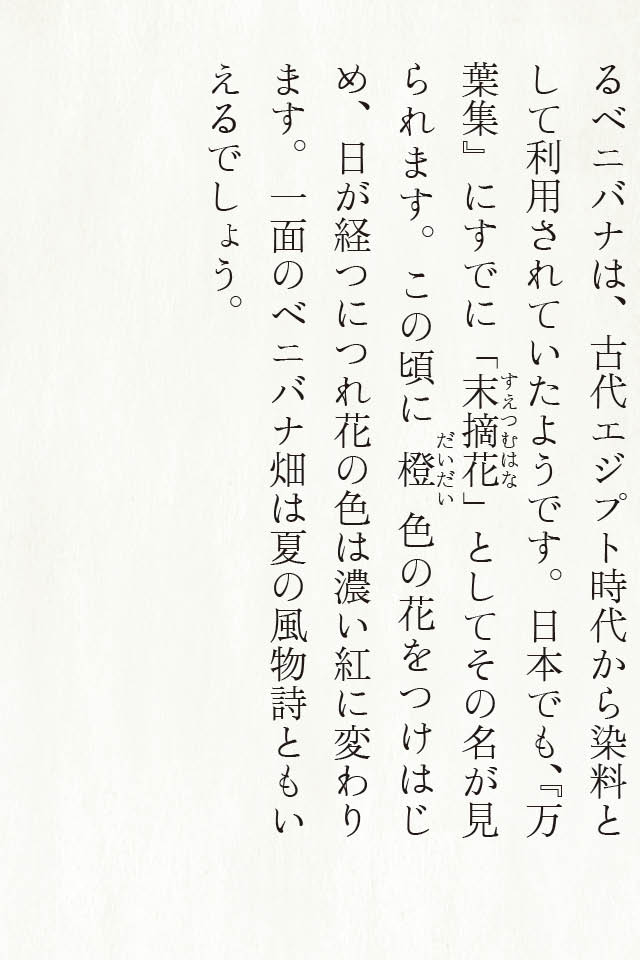 るベニバナは、古代エジプト時代から染料と
して利用されていたようです。日本でも、『万
葉集』にすでに「末摘花」としてその名が見
すえつむはな
られます。この頃に橙色の花をつけはじ
だいだい
め、日が経つにつれ花の色は濃い紅に変わり
ます。一面のベニバナ畑は夏の風物詩ともい
えるでしょう。